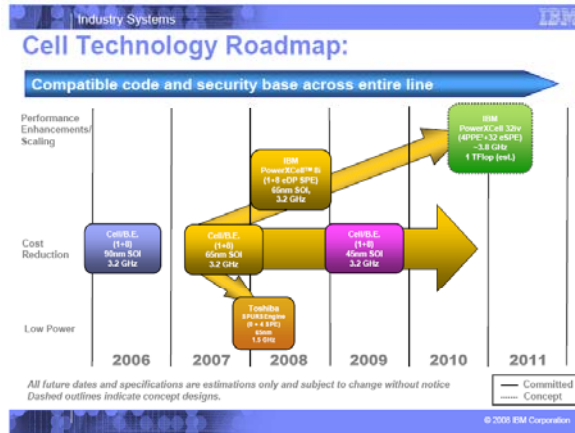 Industry Systems
IBM
Cell Technology Roadmap:
Compatible code and security base across entire line
Performance
Enhancements/
Scaling
IBM
PowerXCell 32iv
(4PPE'+32 eSPE)
~3.8 GHz
1 TFlop (est.)
IBM
PowerXCell™ 8i
(1+8 eDP SPE)
65nm SOI,
3.2 GHz
Cost
Reduction
Cell/B.E.
(1+8)
90nm SOI
3.2 GHz
Cell/B.E.
(1+8)
65nm SOI
3.2 GHz
Cell/B.E.
(1+8)
45nm SOI
3.2 GHz
Low Power
Toshiba
SPURSEngine
4 SPE)
65nm
1.5 GHz
2006
2007
2008
2009
2010
2011
All future dates and specifications are estimations only and subject to change without notice
Dashed outlines indicate concept designs.
Committed
Concept
© 2008 IBM Corporation